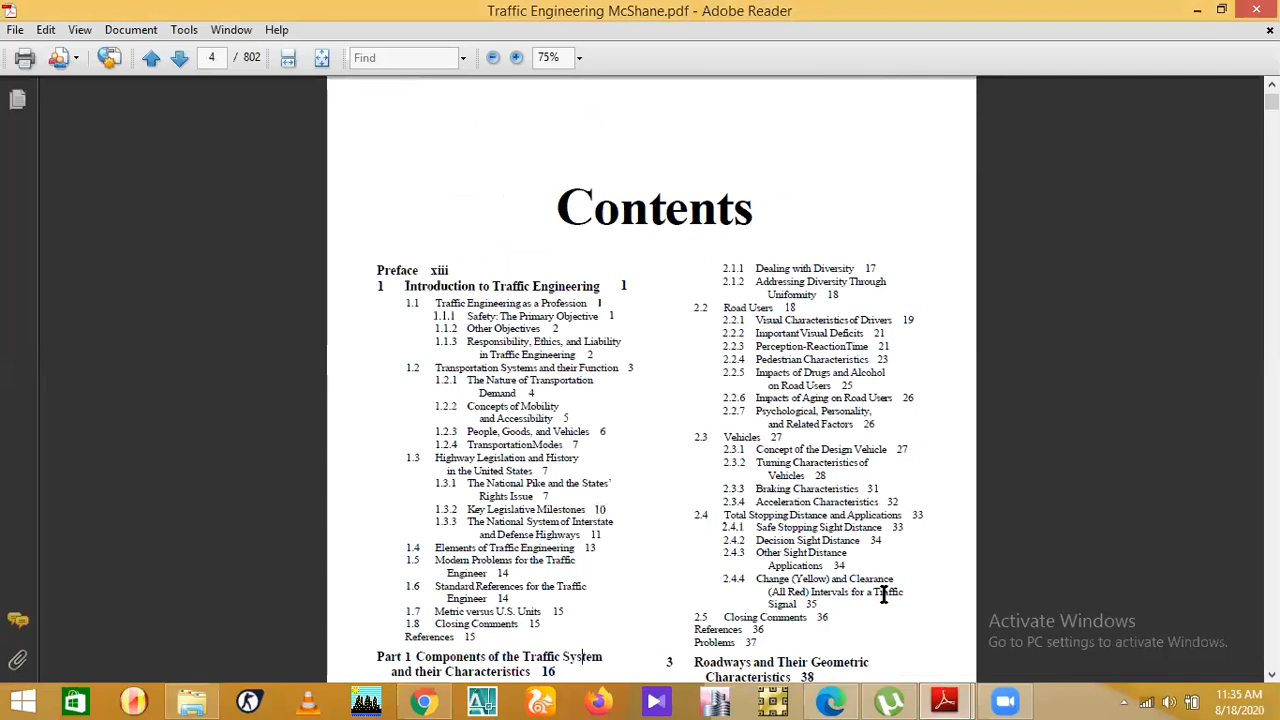 Traffic Engineering McShane.pdf - Adobe Reader
File Edit View Document Tools Window Help
4 / 802 Find 75%
Contents
Preface xiii
1 Introduction to Traffic Engineering 1
1.1 Traffic Engineering as a Profession 1
1.1.1 Safety: The Primary Objective 1
1.1.2 Other Objectives 2
1.1.3 Responsibility, Ethics, and Liability
in Traffic Engineering 2
1.2 Transportation Systems and their Function 3
1.2.1 The Nature of Transportation
Demand 4
1.2.2 Concepts of Mobility
and Accessibility 5
1.2.3 People, Goods, and Vehicles 6
1.2.4 TransportationModes 7
1.3 Highway Legislation and History
in the United States 7
1.3.1 The National Pike and the States'
Rights Issue 7
1.3.2 Key Legislative Milestones 10
1.3.3 The National System of Interstate
and Defense Highways 11
1.4 Elements of Traffic Engineering 13
1.5 Modern Problems for the Traffic
Engineer 14
1.6 Standard References for the Traffic
Engineer 14
1.7 Metric versus U.S. Units 15
1.8 Closing Comments 15
References 15
Part 1 Components of the Traffic System
and their Characteristics 16
2.1.1 Dealing with Diversity 17
2.1.2 Addressing Diversity Through
Uniformity 18
2.2 Road Users 18
2.2.1 Visual Characteristics of Drivers 19
2.2.2 Important Visual Deficits 21
2.2.3 Perception-ReactionTime 21
2.2.4 Pedestrian Characteristics 23
2.2.5 Impacts of Drugs and Alcohol
on Road Users 25
2.2.6 Impacts of Aging on Road Users 26
2.2.7 Psychological, Personality,
and Related Factors 26
2.3 Vehicles 27
2.3.1 Concept of the Design Vehicle 27
2.3.2 Turning Characteristics of
Vehicles 28
2.3.3 Braking Characteristics 31
2.3.4 Acceleration Characteristics 32
2.4 Total Stopping Distance and Applications 33
2.4.1 Safe Stopping Sight Distance 33
2.4.2 Decision Sight Distance 34
2.4.3 Other Sight Distance
Applications 34
2.4.4 Change (Yellow) and Clearance
(All Red) Intervals for a Traffic
Signal 35
2.5 Closing Comments 36
References 36
Problems 37
3 Roadways and Their Geometric
Characteristics 38
Activate Windows
Go to PC settings to activate Windows.
11:35 AM
8/18/2020